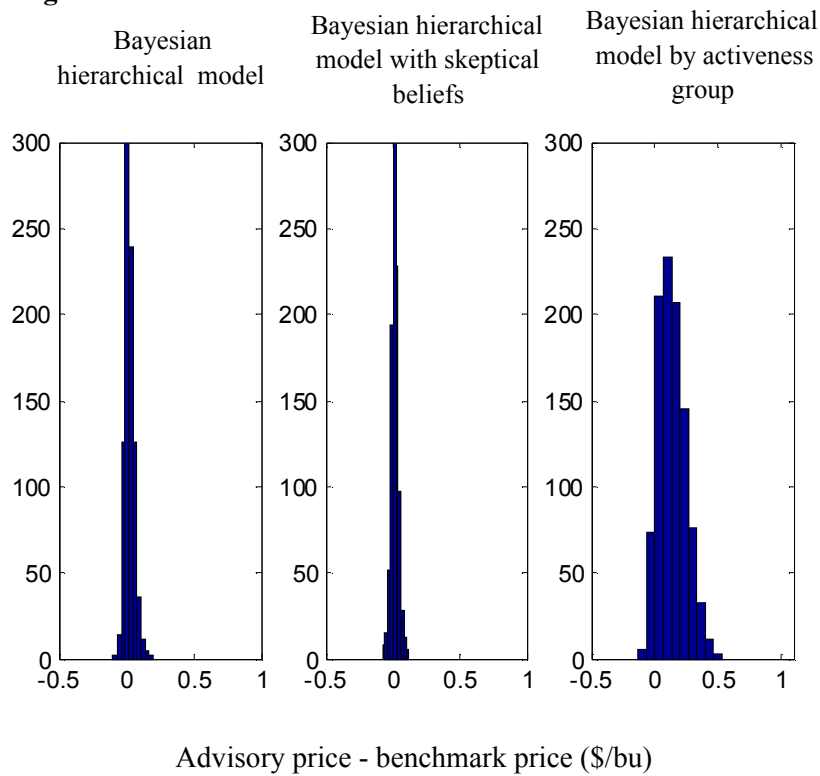 Bayesian
hierarchical model
Bayesian hierarchical
model with skeptical
beliefs
Bayesian hierarchical
model by activeness
group
300
250
200
150
100
50
0
-0.5 0 0.5 1
300
250
200
150
100
50
0
-0.5 0 0.5 1
300
250
200
150
100
50
0
-0.5 0 0.5 1
Advisory price - benchmark price ($/bu)